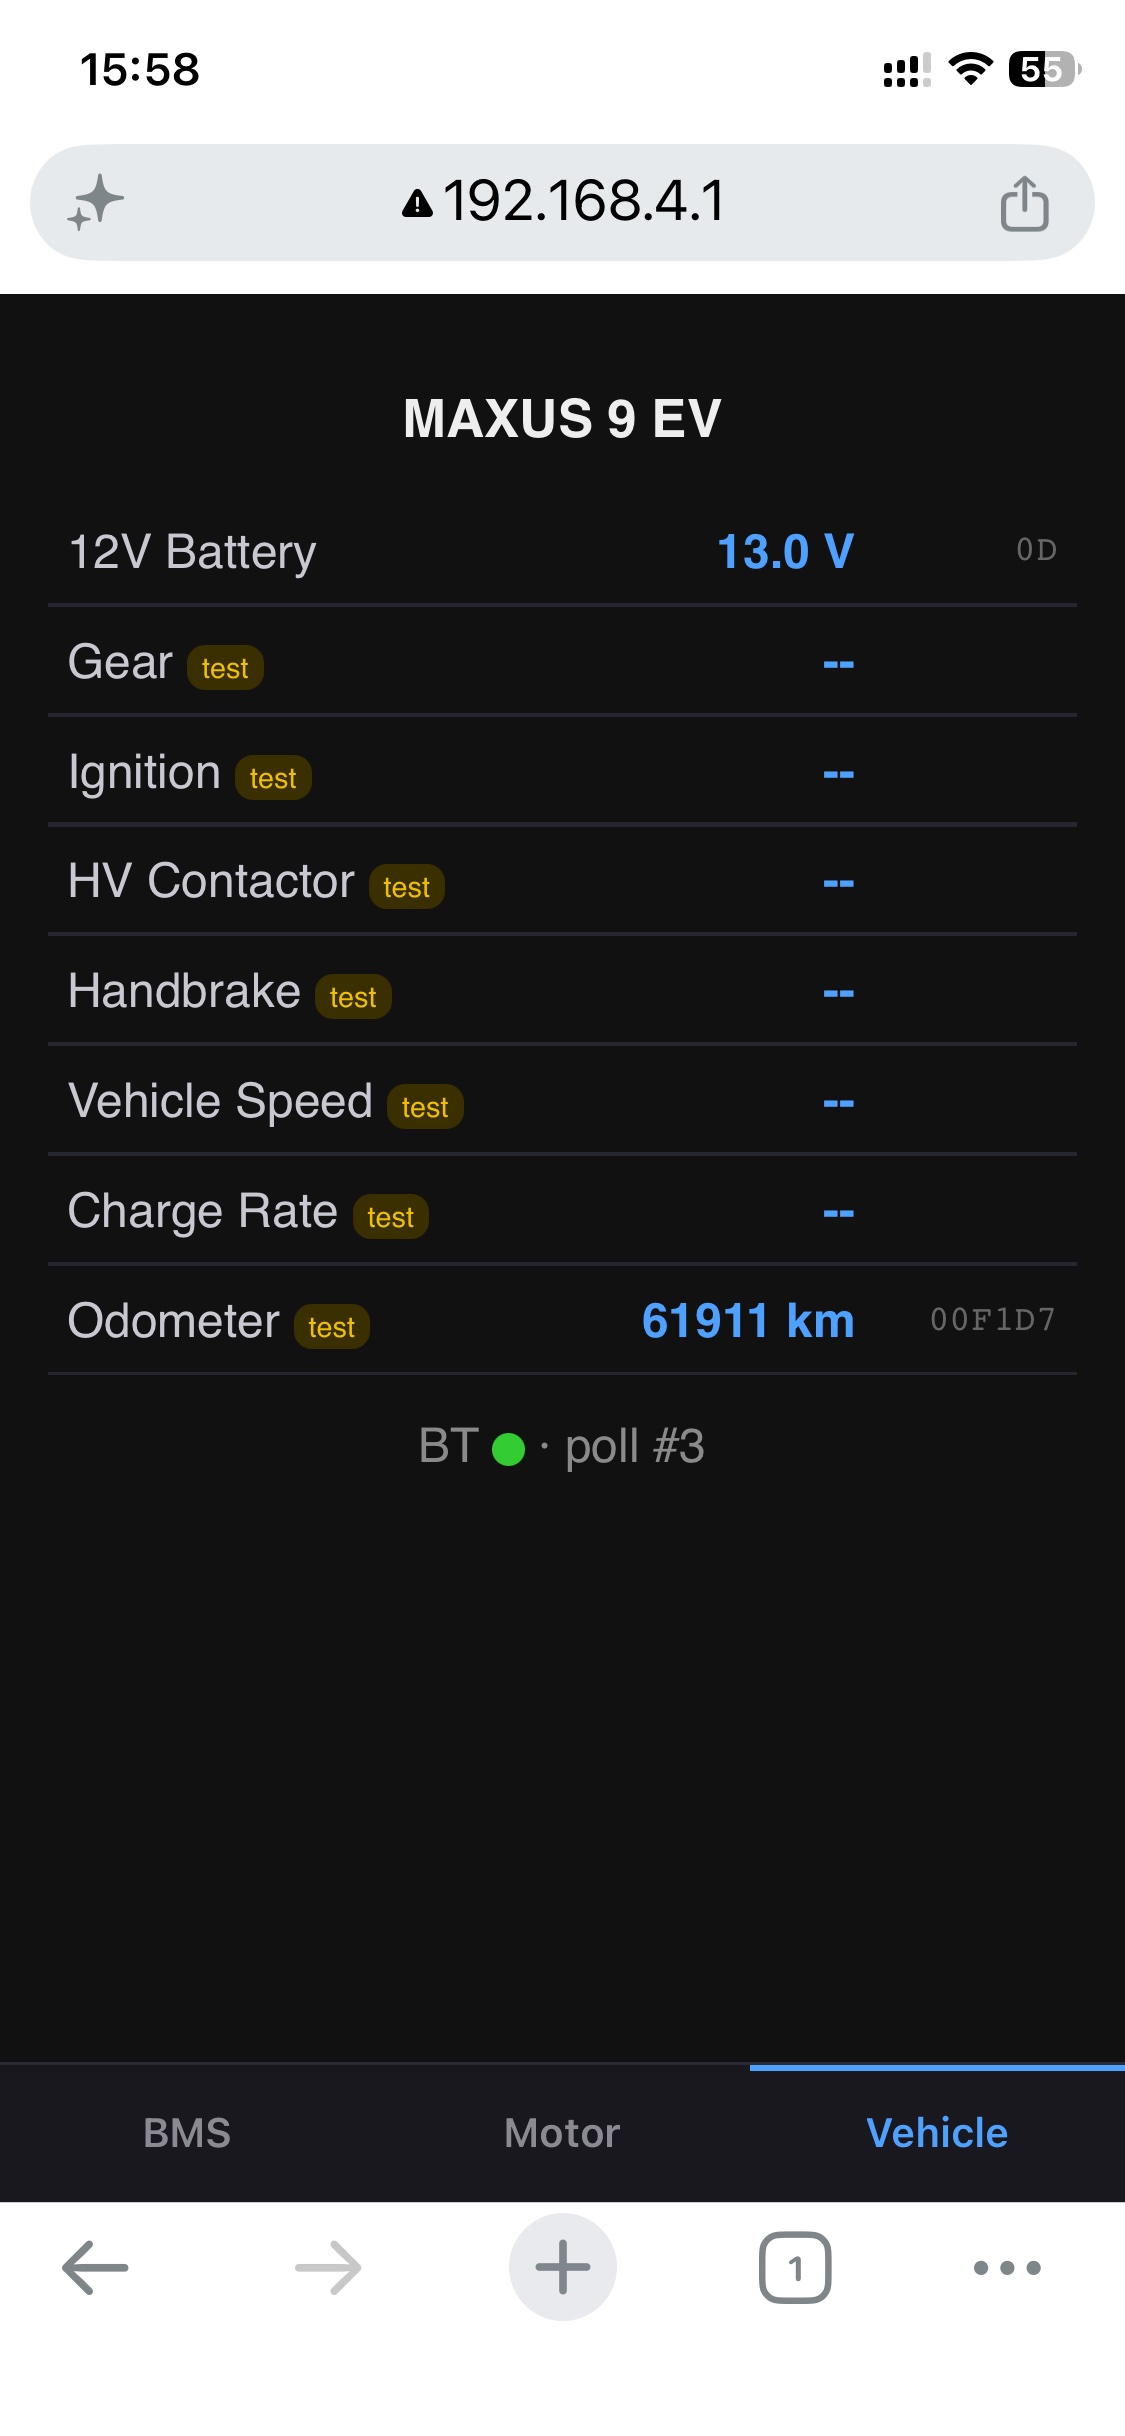 15:58
55
192.168.4.1
MAXUS 9 EV
12V Battery 13.0 V 0D
Gear test --
Ignition test --
HV Contactor test --
Handbrake test --
Vehicle Speed test --
Charge Rate test --
Odometer test 61911 km 00F1D7
BT · poll #3
BMS Motor Vehicle
1